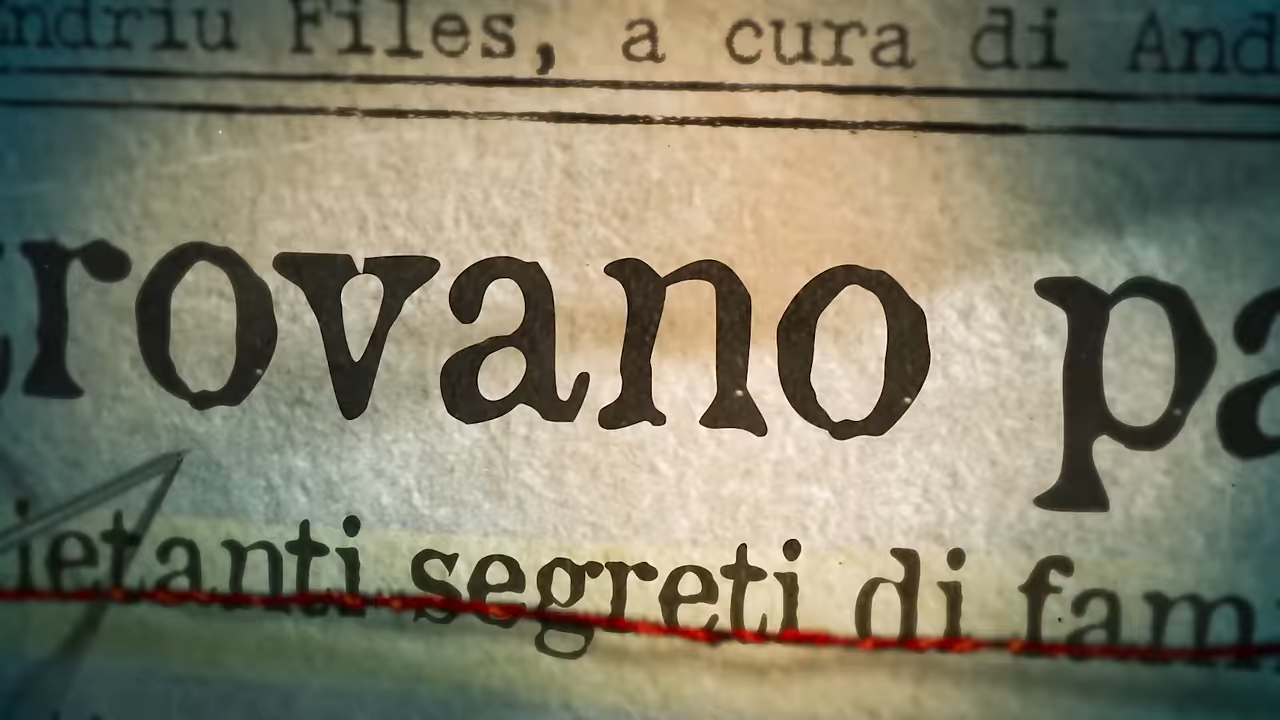 ndriu Files, a cura di And
rovano pa
ietanti segreti di fam